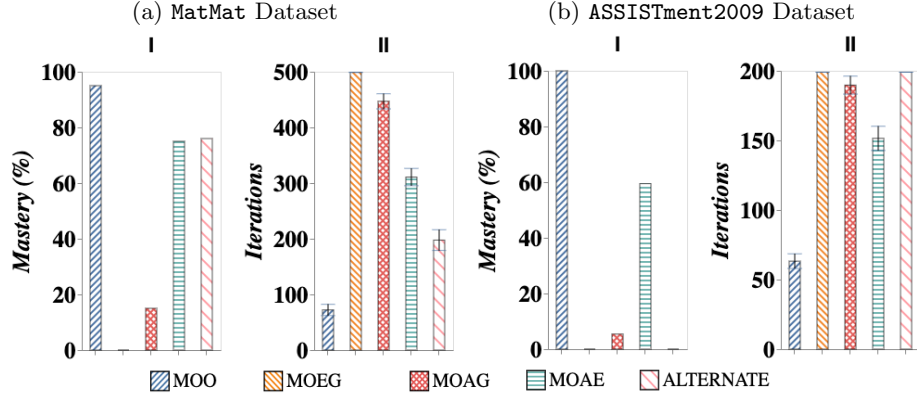 (a) MatMat Dataset
(b) ASSISTment2009 Dataset
I
II
I
II
Mastery (%)
100
80
60
40
20
0
Iterations
500
400
300
200
100
0
Mastery (%)
100
80
60
40
20
0
Iterations
200
150
100
50
0
MOO
MOEG
MOAG
MOAE
ALTERNATE